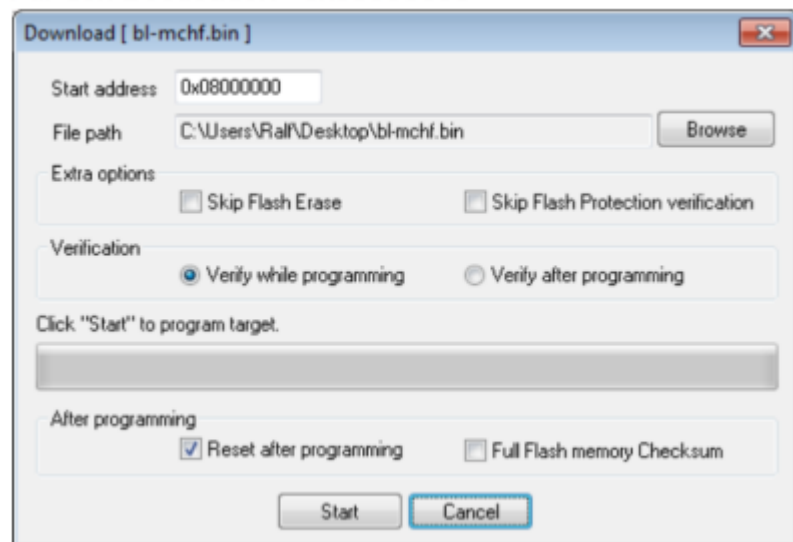 Download [ bl-mchf.bin ]
Start address 0x08000000
File path C:\Users\Ralf\Desktop\bl-mchf.bin Browse
Extra options
Skip Flash Erase Skip Flash Protection verification
Verification
Verify while programming Verify after programming
Click "Start" to program target.
After programming
Reset after programming Full Flash memory Checksum
Start Cancel